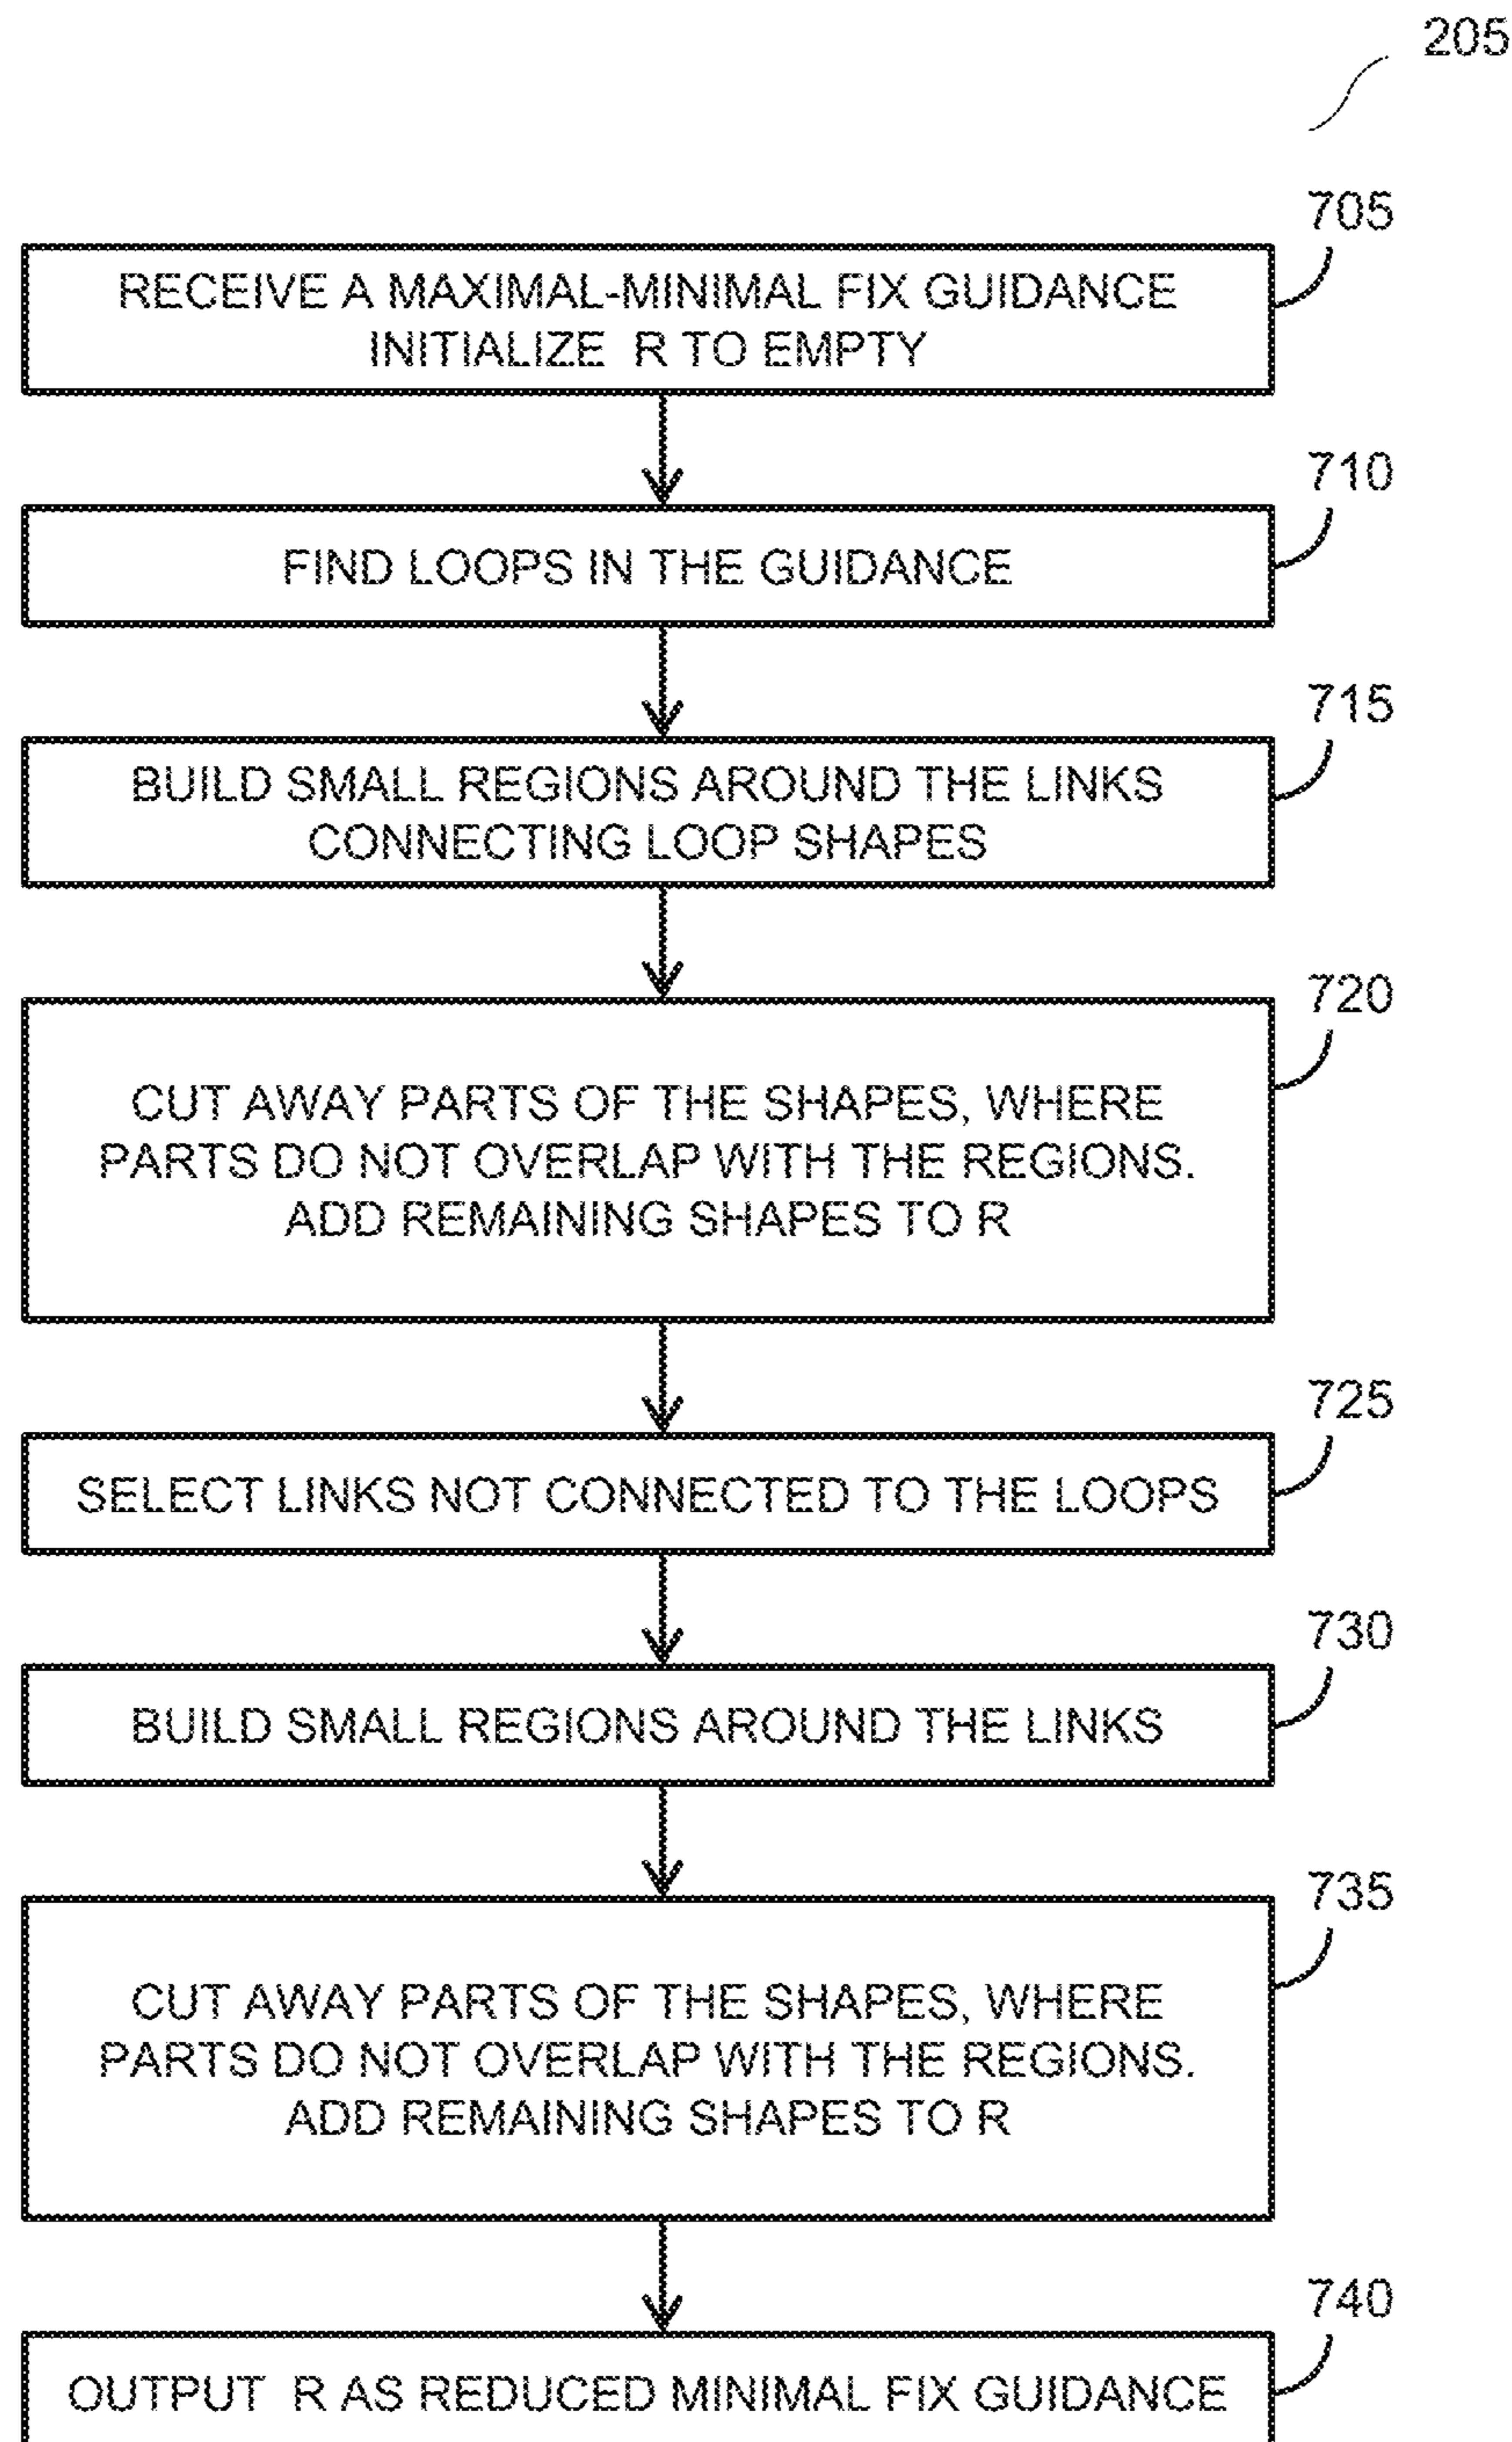 205
705
RECEIVE A MAXIMAL-MINIMAL FIX GUIDANCE
INITIALIZE R TO EMPTY
710
FIND LOOPS IN THE GUIDANCE
715
BUILD SMALL REGIONS AROUND THE LINKS
CONNECTING LOOP SHAPES
720
CUT AWAY PARTS OF THE SHAPES, WHERE
PARTS DO NOT OVERLAP WITH THE REGIONS.
ADD REMAINING SHAPES TO R
725
SELECT LINKS NOT CONNECTED TO THE LOOPS
730
BUILD SMALL REGIONS AROUND THE LINKS
735
CUT AWAY PARTS OF THE SHAPES, WHERE
PARTS DO NOT OVERLAP WITH THE REGIONS.
ADD REMAINING SHAPES TO R
740
OUTPUT R AS REDUCED MINIMAL FIX GUIDANCE